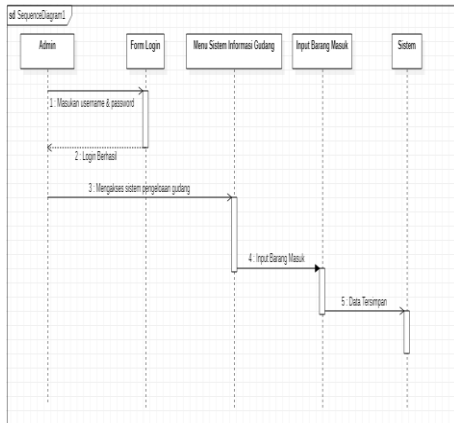 sd SequenceDiagram1
Admin
Form Login
Menu Sistem Informasi Gudang
Input Barang Masuk
Sistem
1 : Masukan username & password
2 : Login Berhasil
3 : Mengakses sistem pengelolaan gudang
4 : Input Barang Masuk
5 : Data Tersimpan